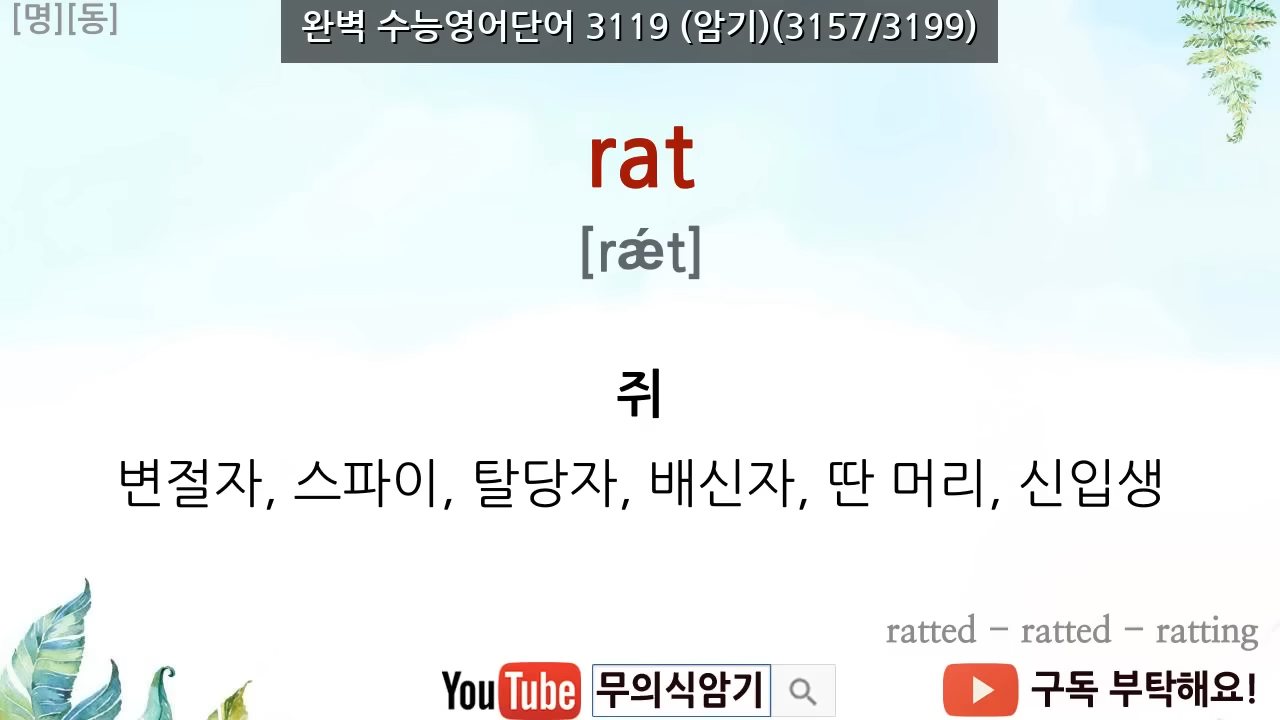 [명][동]
완벽 수능영어단어 3119 (암기)(3157/3199)
rat
[rǽt]
쥐
변절자, 스파이, 탈당자, 배신자, 딴 머리, 신입생
ratted - ratted - ratting
YouTube 무의식암기
구독 부탁해요!